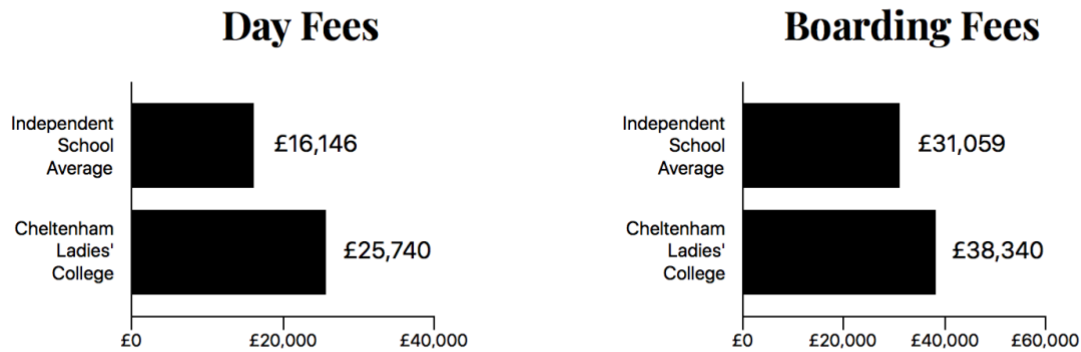 Day Fees
Independent
School
Average
£16,146
Cheltenham
Ladies'
College
£25,740
£0
£20,000
£40,000
Boarding Fees
Independent
School
Average
£31,059
Cheltenham
Ladies'
College
£38,340
£0
£20,000
£40,000
£60,000